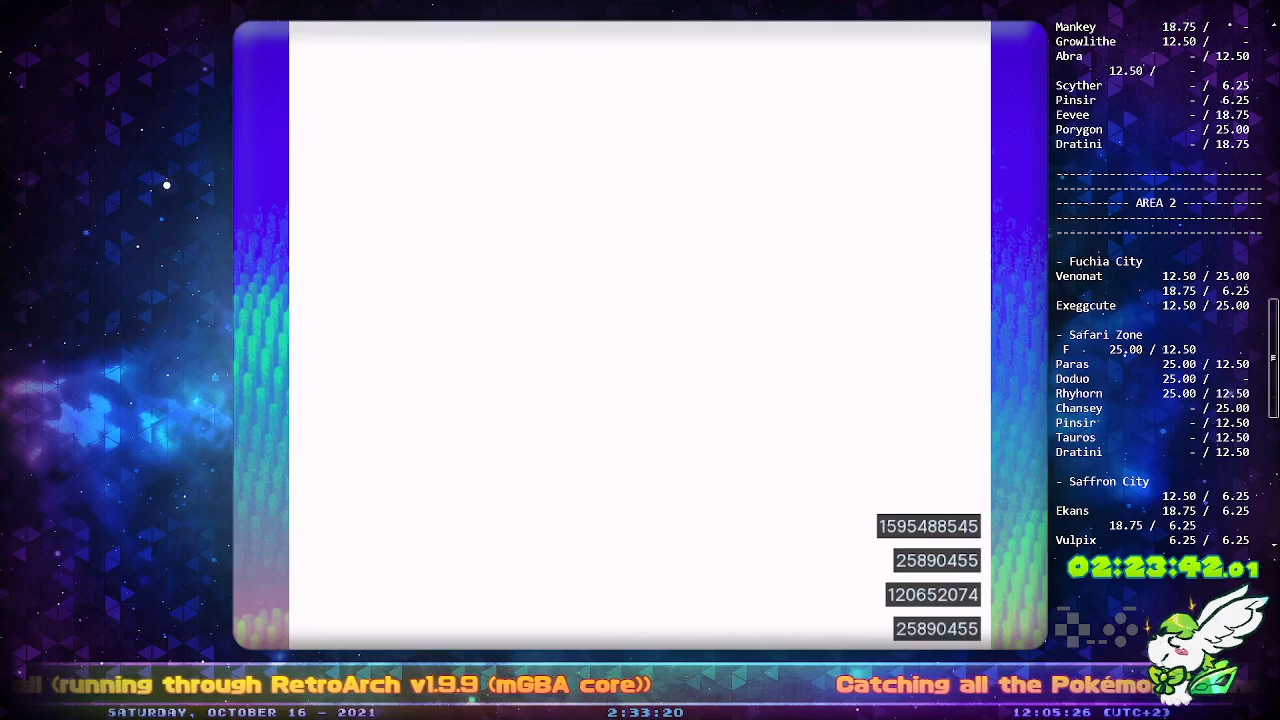 Mankey 18.75 / -
Growlithe 12.50 / -
Abra - / 12.50
12.50 / -
Scyther - / 6.25
Pinsir - / 6.25
Eevee - / 18.75
Porygon - / 25.00
Dratini - / 18.75
-----------------------------
-----------------------------
---------- AREA 2 -----------
-----------------------------
-----------------------------
- Fuchia City
Venonat 12.50 / 25.00
18.75 / 6.25
Exeggcute 12.50 / 25.00
- Safari Zone
F 25.00 / 12.50
Paras 25.00 / 12.50
Doduo 25.00 / -
Rhyhorn 25.00 / 12.50
Chansey - / 25.00
Pinsir - / 12.50
Tauros - / 12.50
Dratini - / 12.50
- Saffron City
12.50 / 6.25
Ekans 18.75 / 6.25
18.75 / 6.25
Vulpix 6.25 / 6.25
1595488545
25890455
120652074
25890455
02:23:42.01
(running through RetroArch v1.9.9 (mGBA core))
Catching all the Pokémo
SATURDAY, OCTOBER 16 - 2021
2:33:20
12:05:26 (UTC+2)